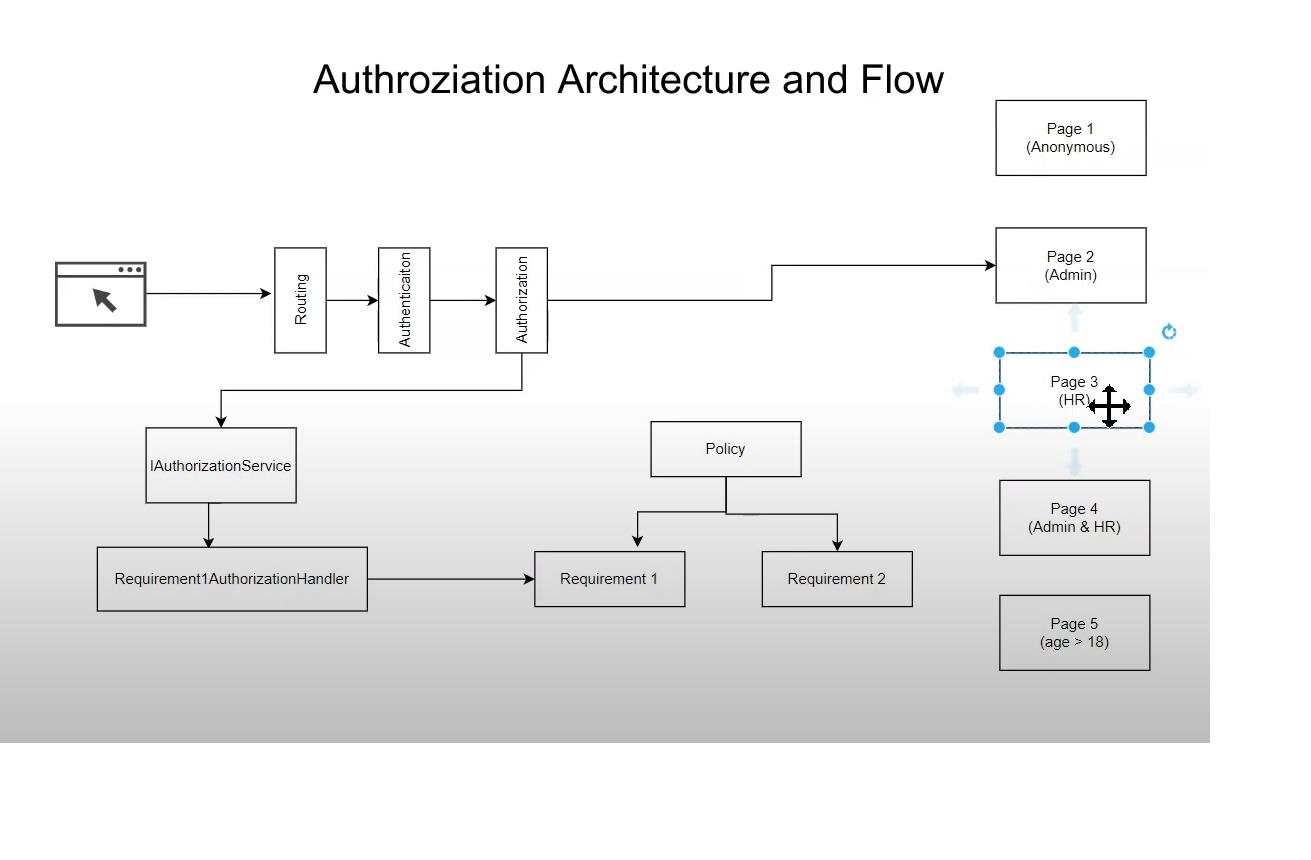 Authroziation Architecture and Flow
Page 1
(Anonymous)
Page 2
(Admin)
Routing
Authenticaiton
Authorization
Page 3
(HR)
IAuthorizationService
Policy
Page 4
(Admin & HR)
Requirement1AuthorizationHandler
Requirement 1
Requirement 2
Page 5
(age > 18)